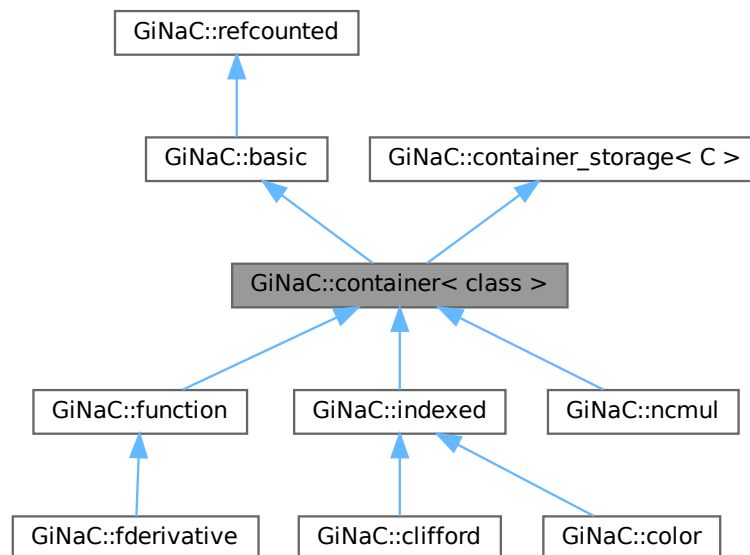 GiNaC::refcounted
GiNaC::basic
GiNaC::container_storage< C >
GiNaC::container< class >
GiNaC::function
GiNaC::indexed
GiNaC::ncmul
GiNaC::fderivative
GiNaC::clifford
GiNaC::color